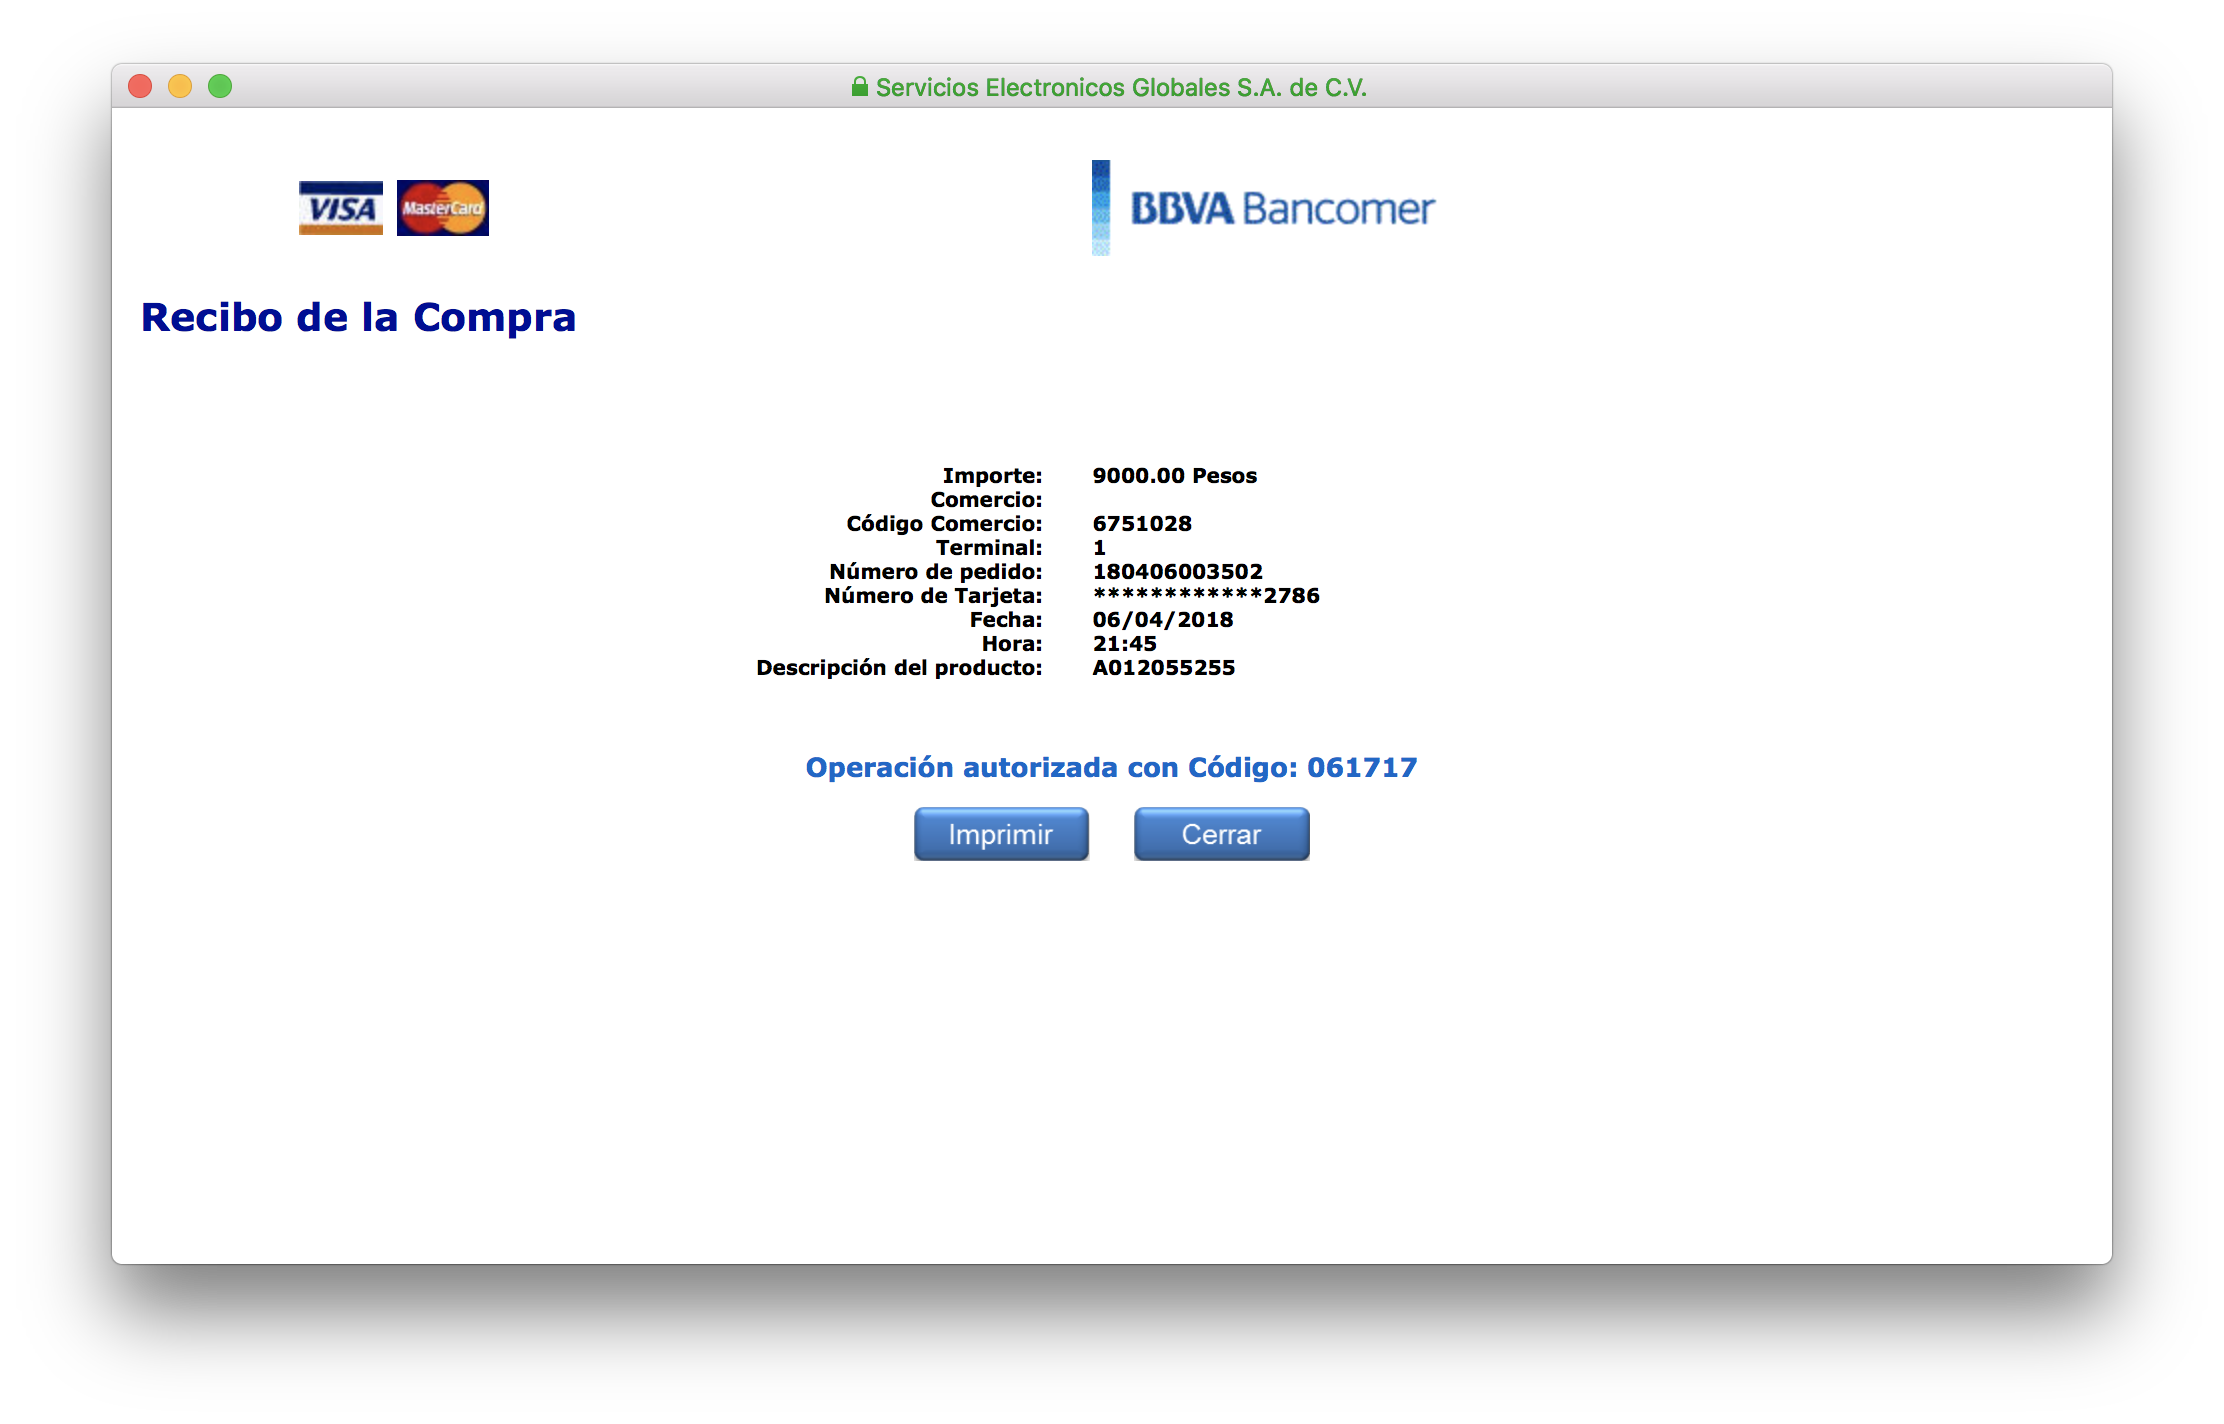 Servicios Electronicos Globales S.A. de C.V.
VISA MasterCard BBVA Bancomer
Recibo de la Compra
Importe: 9000.00 Pesos
Comercio:
Código Comercio: 6751028
Terminal: 1
Número de pedido: 180406003502
Número de Tarjeta: ************2786
Fecha: 06/04/2018
Hora: 21:45
Descripción del producto: A012055255
Operación autorizada con Código: 061717
Imprimir Cerrar